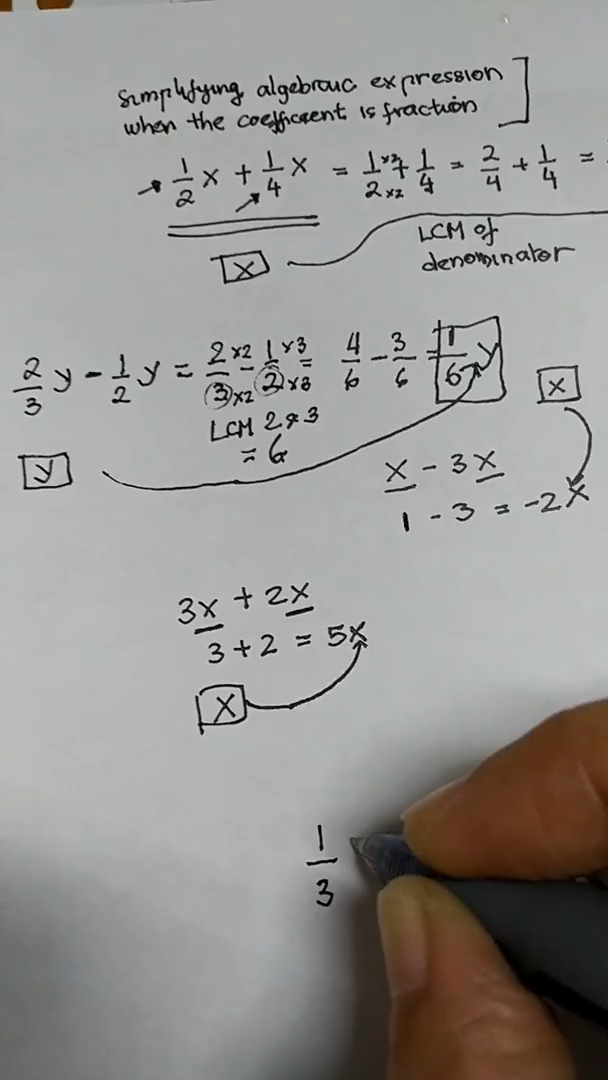 Simplifying algebraic expression
when the coefficient is fraction
1/2 x + 1/4 x = 1×2/2×2 + 1/4 = 2/4 + 1/4 =
x
LCM of
denominator
2/3 y - 1/2 y = 2×2/3×2 - 1×3/2×3 = 4/6 - 3/6 = 1/6 y
LCM 2 & 3
= 6
y
x
x - 3x
1 - 3 = -2x
3x + 2x
3 + 2 = 5x
x
1/3